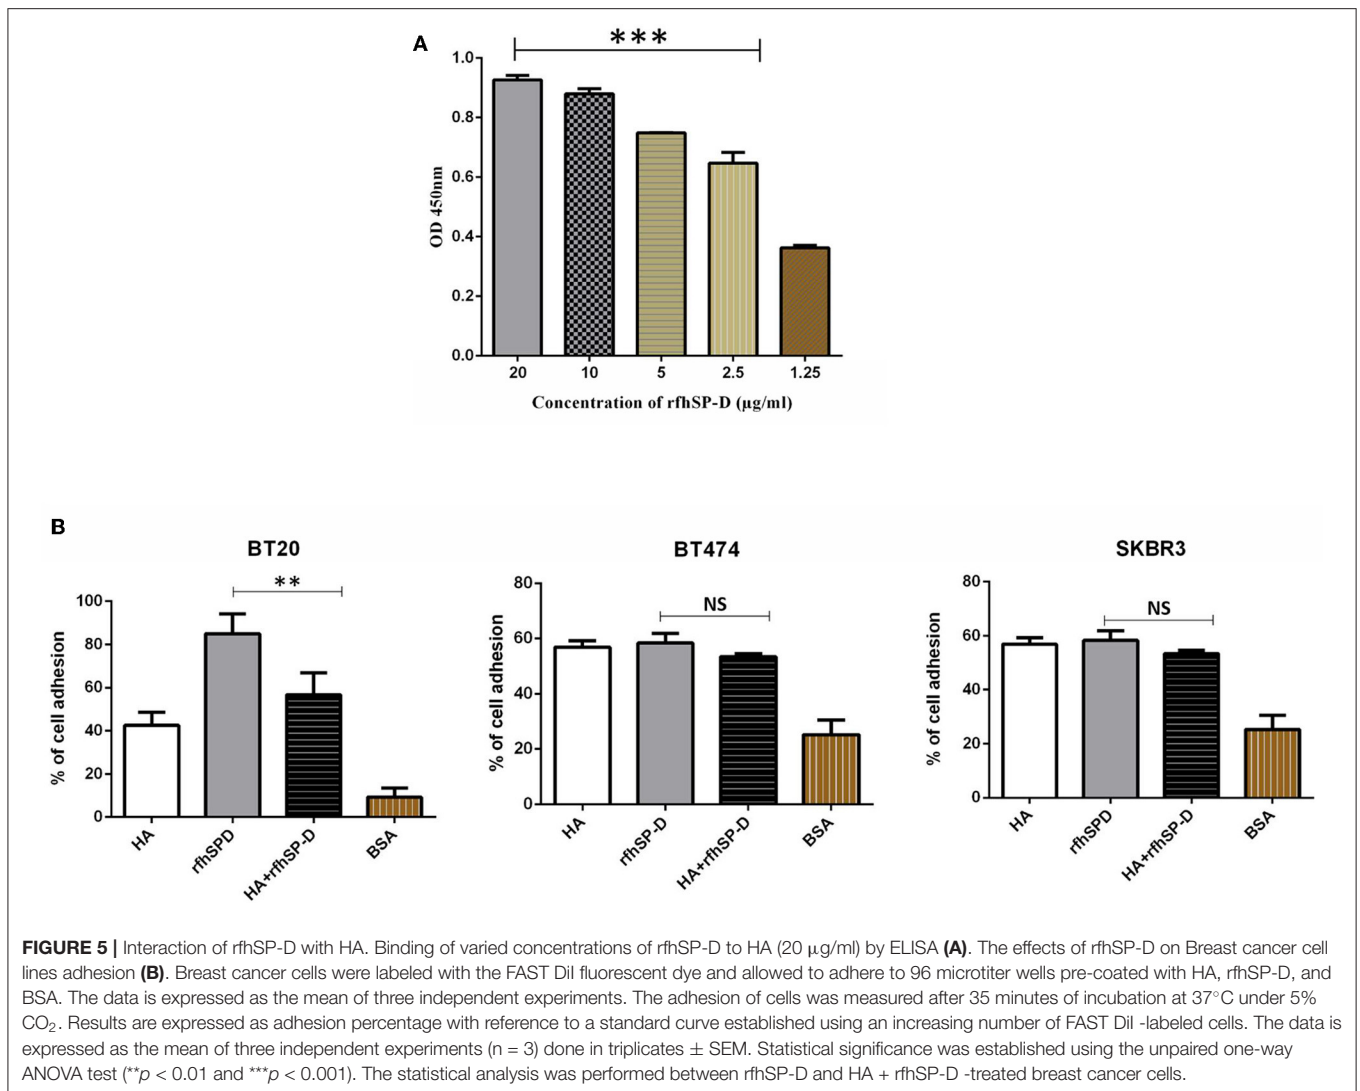 A
***
1.0
0.8
0.6
0.4
0.2
0.0
OD 450nm
20 10 5 2.5 1.25
Concentration of rfhSP-D (µg/ml)
B
BT20
**
100
80
60
40
20
0
% of cell adhesion
HA rfhSPD HA+rfhSP-D BSA
BT474
NS
80
60
40
20
0
% of cell adhesion
HA rfhSP-D HA+rfhSP-D BSA
SKBR3
NS
80
60
40
20
0
% of cell adhesion
HA rfhSPD HA+rfhSP-D BSA
FIGURE 5 | Interaction of rfhSP-D with HA. Binding of varied concentrations of rfhSP-D to HA (20 µg/ml) by ELISA (A). The effects of rfhSP-D on Breast cancer cell
lines adhesion (B). Breast cancer cells were labeled with the FAST DiI fluorescent dye and allowed to adhere to 96 microtiter wells pre-coated with HA, rfhSP-D, and
BSA. The data is expressed as the mean of three independent experiments. The adhesion of cells was measured after 35 minutes of incubation at 37°C under 5%
CO₂. Results are expressed as adhesion percentage with reference to a standard curve established using an increasing number of FAST DiI -labeled cells. The data is
expressed as the mean of three independent experiments (n = 3) done in triplicates ± SEM. Statistical significance was established using the unpaired one-way
ANOVA test (**p < 0.01 and ***p < 0.001). The statistical analysis was performed between rfhSP-D and HA + rfhSP-D -treated breast cancer cells.